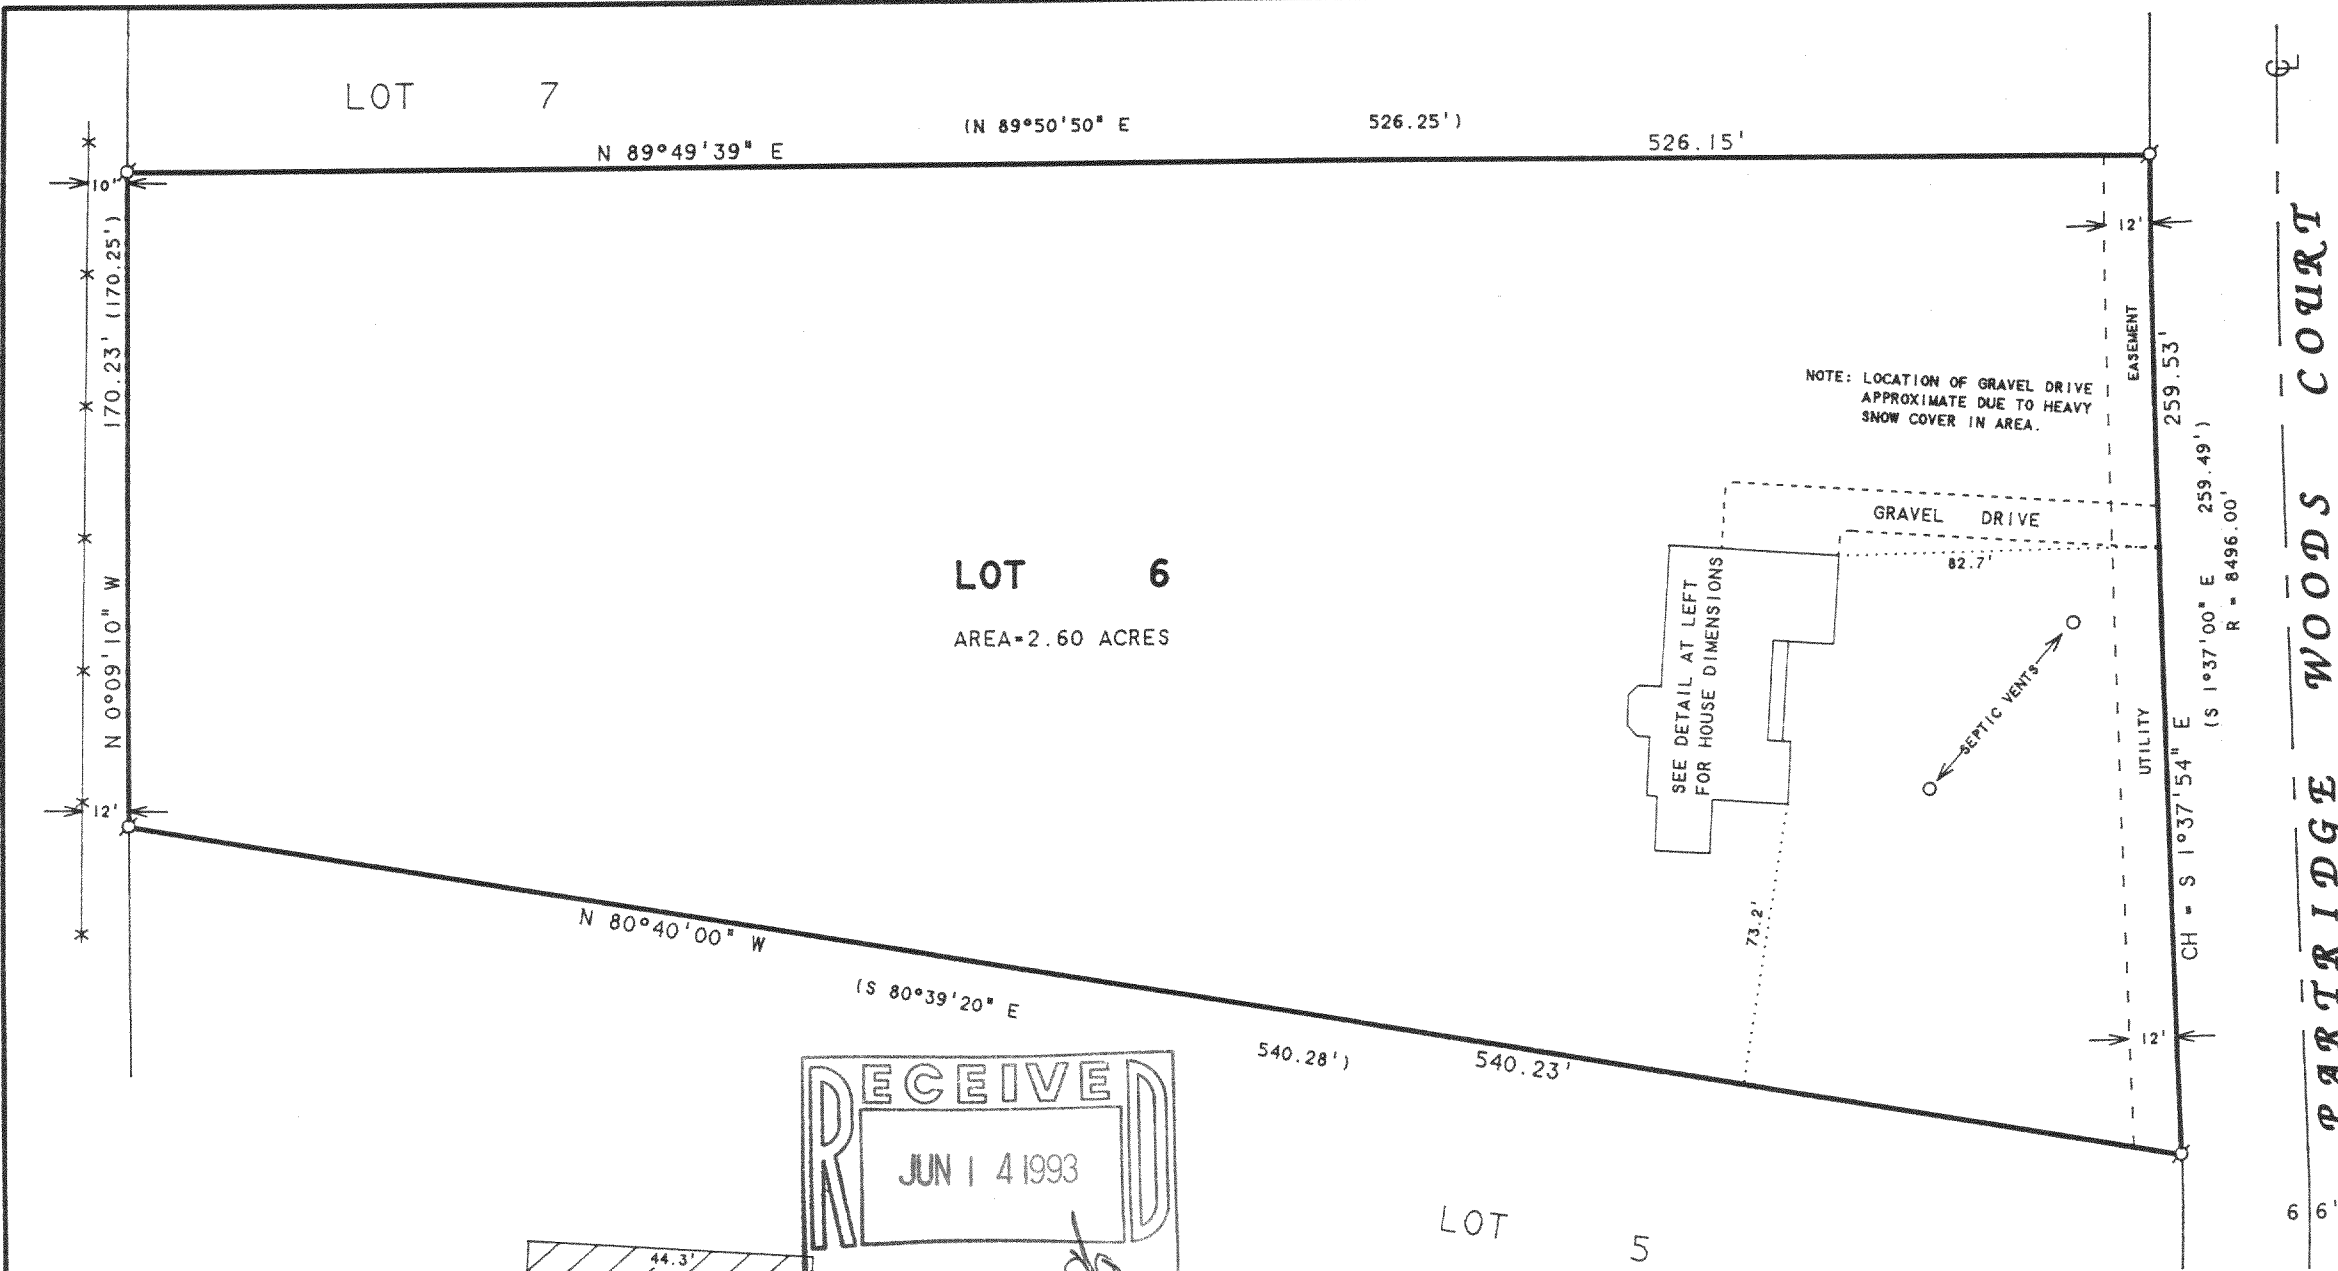 LOT 7
(N 89°50'50" E 526.25')
N 89°49'39" E 526.15'
10'
170.23' (170.25')
N 0°09'10" W
12'
12'
EASEMENT
UTILITY
259.53'
CH = S 1°37'54" E
(S 1°37'00" E 259.49')
R = 8496.00'
℄
PARTRIDGE WOODS COURT
NOTE: LOCATION OF GRAVEL DRIVE
APPROXIMATE DUE TO HEAVY
SNOW COVER IN AREA.
GRAVEL DRIVE
82.7'
LOT 6
AREA=2.60 ACRES
SEE DETAIL AT LEFT
FOR HOUSE DIMENSIONS
SEPTIC VENTS
73.2'
12'
N 80°40'00" W 540.23'
(S 80°39'20" E 540.28')
RECEIVED
JUN 14 1993
LOT 5
66'
44.3'